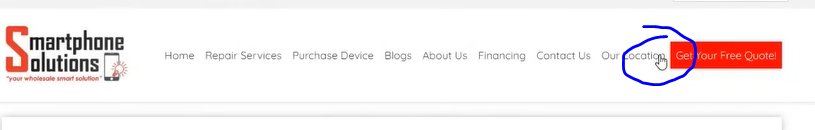 Smartphone
Solutions
"your wholesale smart solution"
Home Repair Services Purchase Device Blogs About Us Financing Contact Us Our Location Get Your Free Quote!